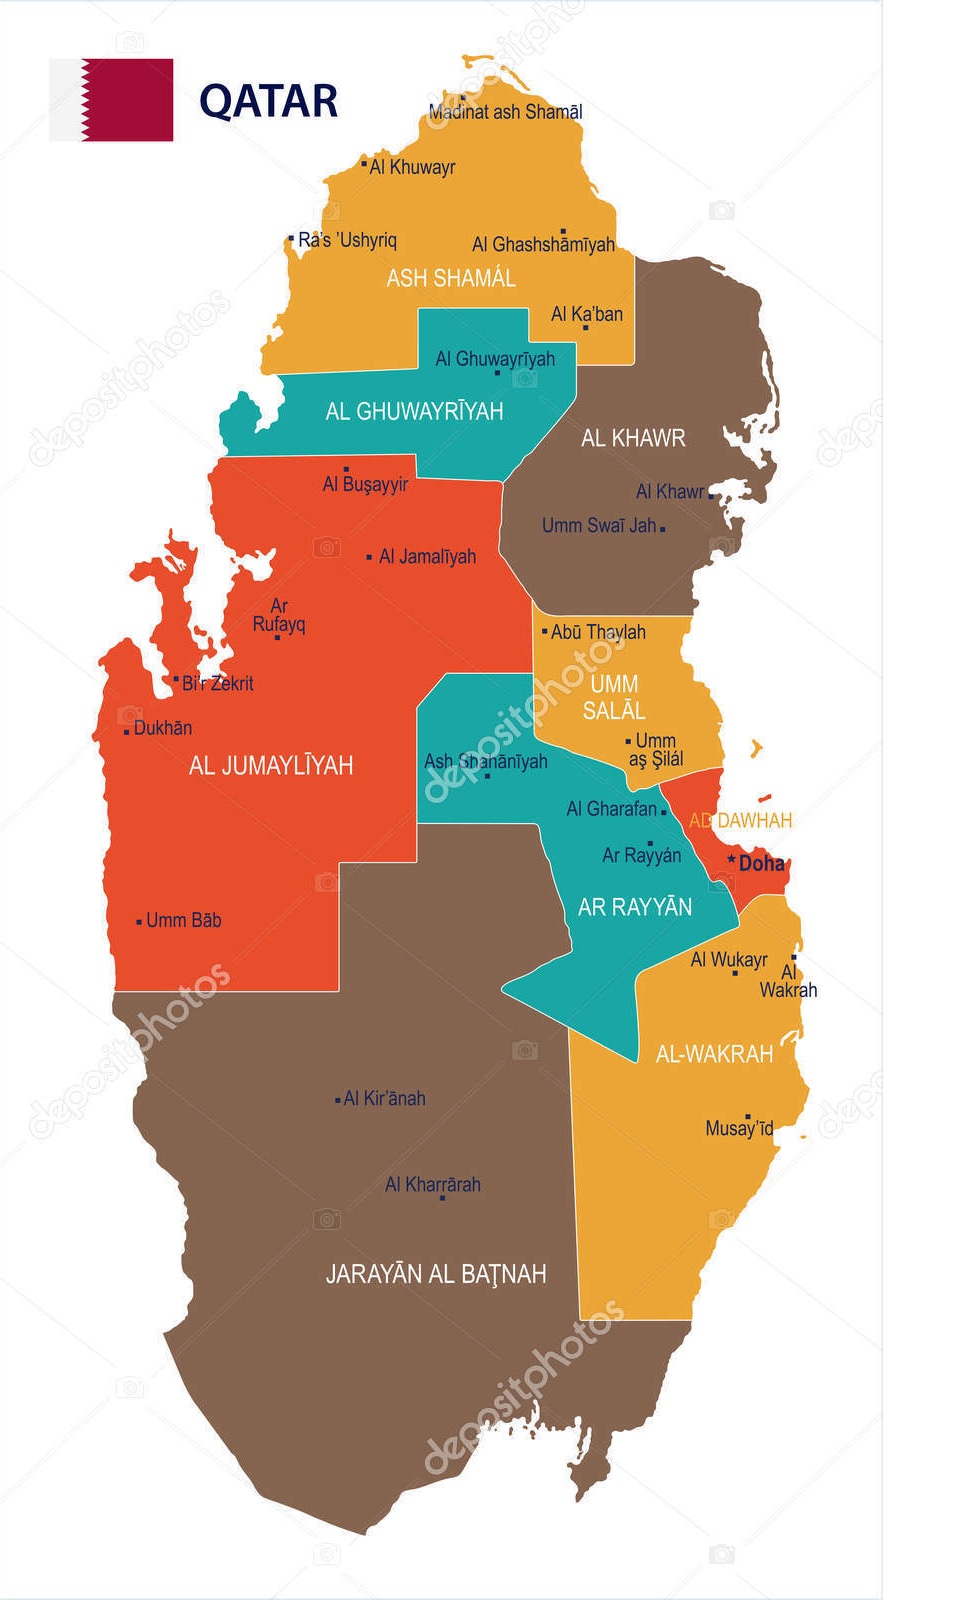 QATAR
Madinat ash Shamāl
Al Khuwayr
Ra's 'Ushyriq
Al Ghashshāmīyah
ASH SHAMÁL
Al Ka'ban
Al Ghuwayrīyah
AL GHUWAYRĪYAH
AL KHAWR
Al Buşayyir
Al Khawr
Umm Swaī Jah
Al Jamalīyah
Ar
Rufayq
Abū Thaylah
Bi'r Zekrit
UMM
SALĀL
Dukhān
Umm
aş Şilál
AL JUMAYLĪYAH
Ash Shahānīyah
Al Gharafan
AD DAWHAH
Ar Rayyán
Doha
AR RAYYĀN
Umm Bāb
Al Wukayr
Al
Wakrah
AL-WAKRAH
Al Kir'ānah
Musay'īd
Al Kharrārah
JARAYĀN AL BAŢNAH
depositphotos
depositphotos
depositphotos
depositphotos
depositphotos
depositphotos
depositphotos
depositphotos